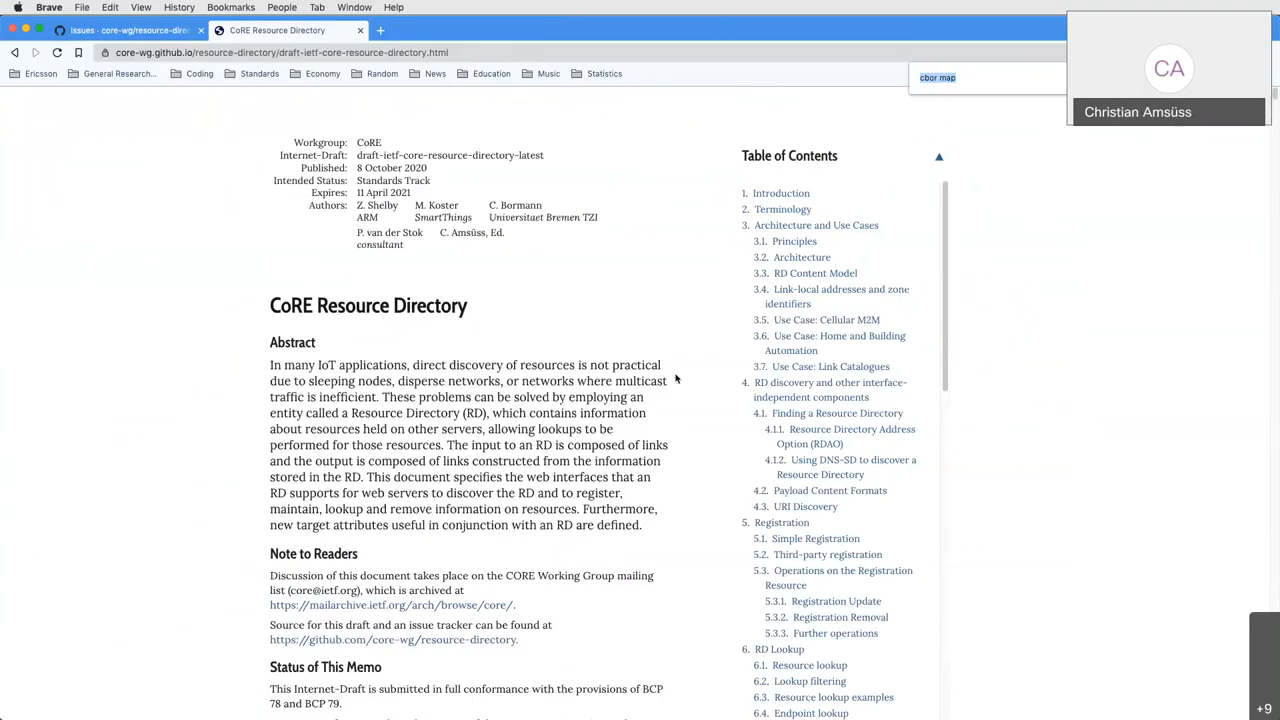 Brave File Edit View History Bookmarks People Tab Window Help
Issues · core-wg/resource-direc
CoRE Resource Directory
core-wg.github.io/resource-directory/draft-ietf-core-resource-directory.html
Ericsson General Research... Coding Standards Economy Random News Education Music Statistics
cbor map
CA
Christian Amsüss
Workgroup: CoRE
Internet-Draft: draft-ietf-core-resource-directory-latest
Published: 8 October 2020
Intended Status: Standards Track
Expires: 11 April 2021
Authors: Z. Shelby M. Koster C. Bormann
ARM SmartThings Universitaet Bremen TZI
P. van der Stok C. Amsüss, Ed.
consultant
CoRE Resource Directory
Abstract
In many IoT applications, direct discovery of resources is not practical
due to sleeping nodes, disperse networks, or networks where multicast
traffic is inefficient. These problems can be solved by employing an
entity called a Resource Directory (RD), which contains information
about resources held on other servers, allowing lookups to be
performed for those resources. The input to an RD is composed of links
and the output is composed of links constructed from the information
stored in the RD. This document specifies the web interfaces that an
RD supports for web servers to discover the RD and to register,
maintain, lookup and remove information on resources. Furthermore,
new target attributes useful in conjunction with an RD are defined.
Note to Readers
Discussion of this document takes place on the CORE Working Group mailing
list (core@ietf.org), which is archived at
https://mailarchive.ietf.org/arch/browse/core/.
Source for this draft and an issue tracker can be found at
https://github.com/core-wg/resource-directory.
Status of This Memo
This Internet-Draft is submitted in full conformance with the provisions of BCP
78 and BCP 79.
Table of Contents
1. Introduction
2. Terminology
3. Architecture and Use Cases
3.1. Principles
3.2. Architecture
3.3. RD Content Model
3.4. Link-local addresses and zone
identifiers
3.5. Use Case: Cellular M2M
3.6. Use Case: Home and Building
Automation
3.7. Use Case: Link Catalogues
4. RD discovery and other interface-
independent components
4.1. Finding a Resource Directory
4.1.1. Resource Directory Address
Option (RDAO)
4.1.2. Using DNS-SD to discover a
Resource Directory
4.2. Payload Content Formats
4.3. URI Discovery
5. Registration
5.1. Simple Registration
5.2. Third-party registration
5.3. Operations on the Registration
Resource
5.3.1. Registration Update
5.3.2. Registration Removal
5.3.3. Further operations
6. RD Lookup
6.1. Resource lookup
6.2. Lookup filtering
6.3. Resource lookup examples
6.4. Endpoint lookup
+9